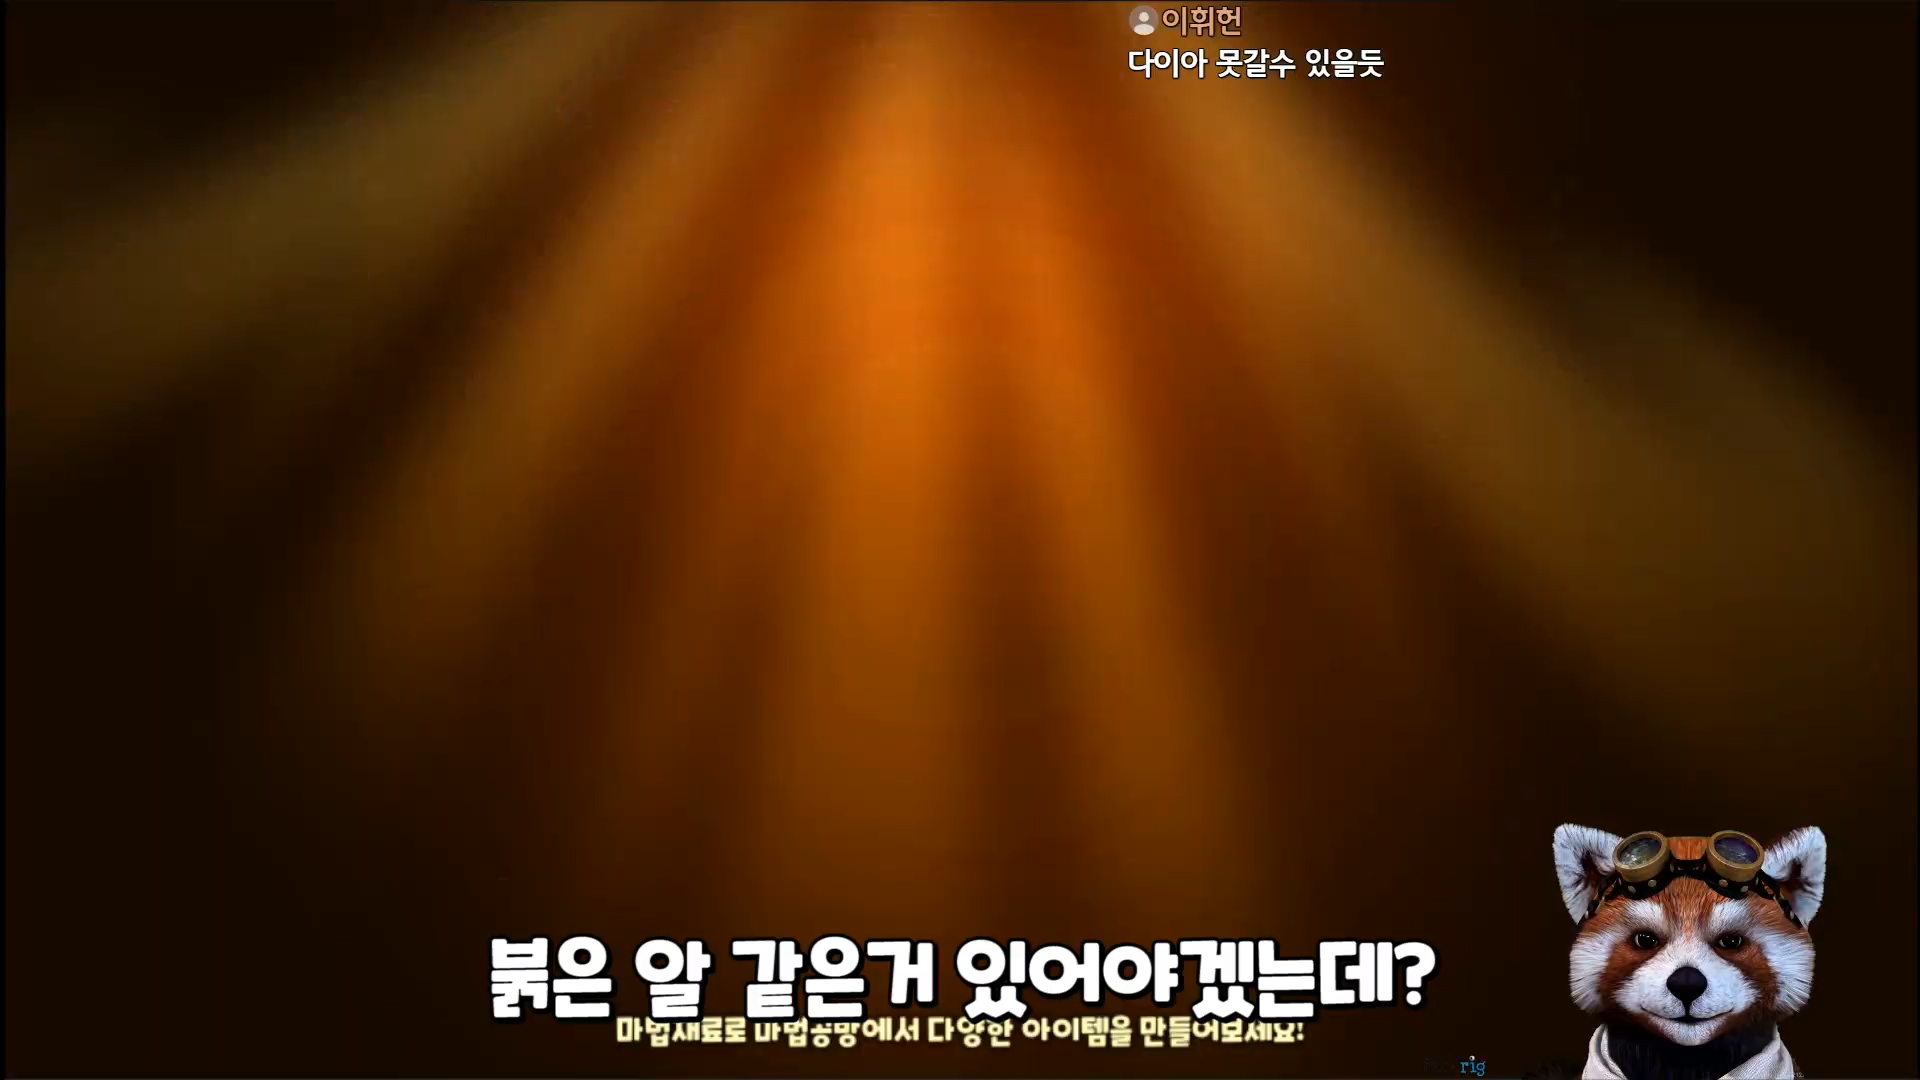 이휘헌
다이아 못갈수 있을듯
붉은 알 같은거 있어야겠는데?
마법재료로 마법공방에서 다양한 아이템을 만들어보세요!
rig